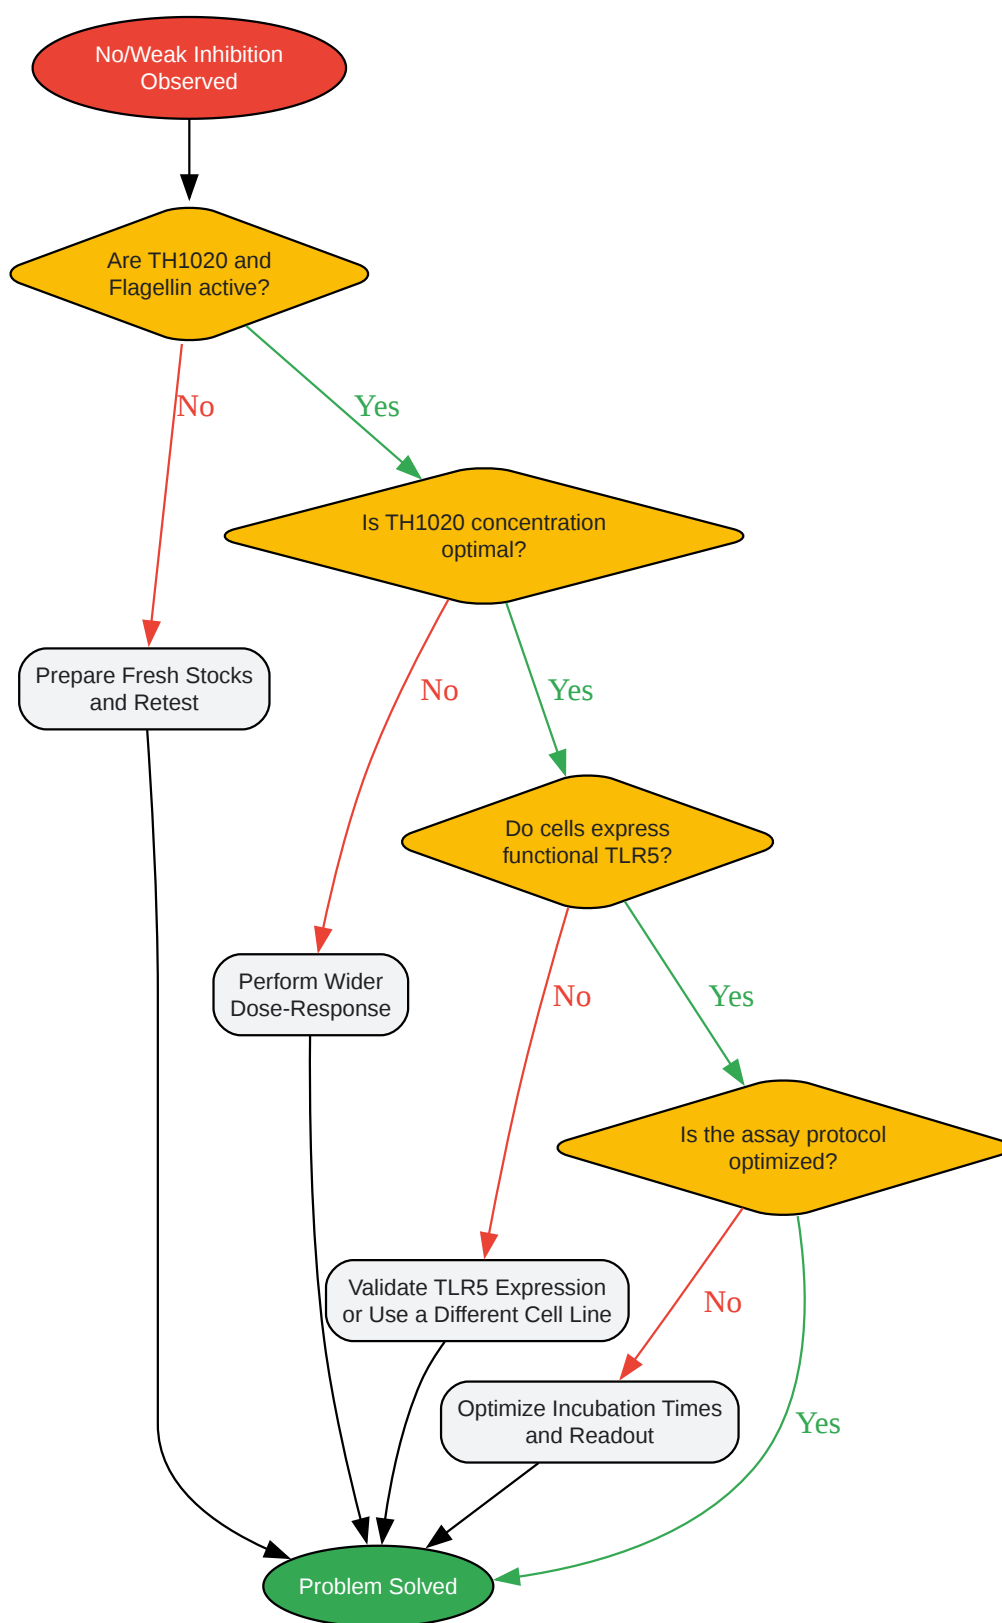 No/Weak Inhibition
Observed
Are TH1020 and
Flagellin active?
No
Yes
Is TH1020 concentration
optimal?
Prepare Fresh Stocks
and Retest
No
Yes
Do cells express
functional TLR5?
Perform Wider
Dose-Response
No
Yes
Is the assay protocol
optimized?
Validate TLR5 Expression
or Use a Different Cell Line
No
Optimize Incubation Times
and Readout
Yes
Problem Solved